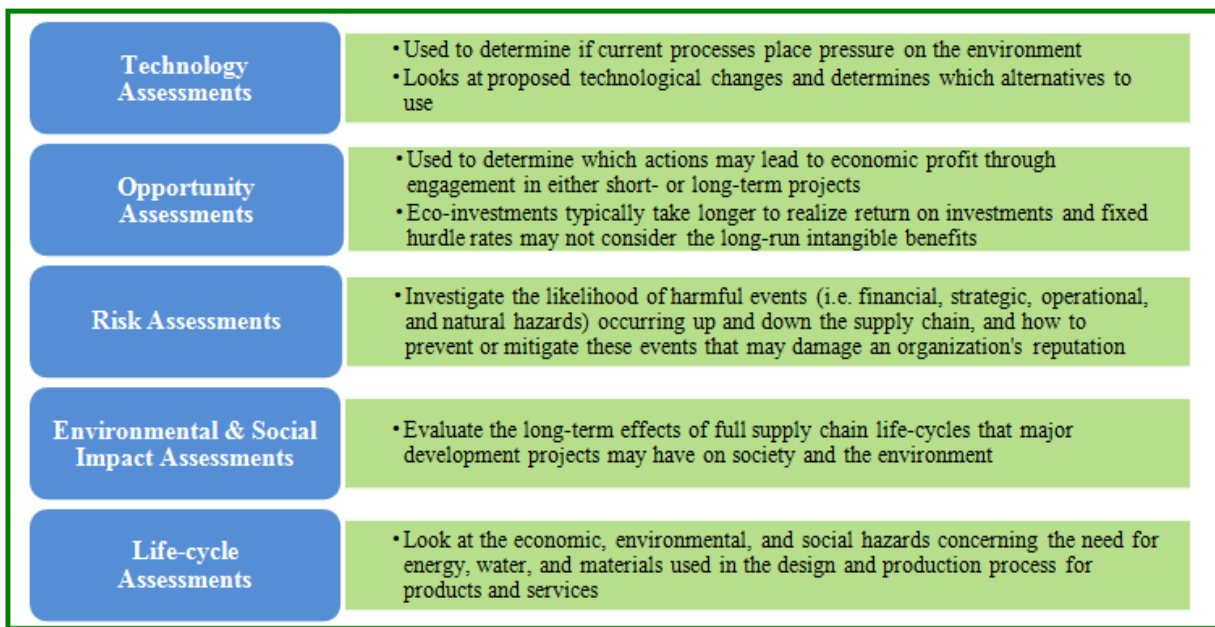 Technology
Assessments
•Used to determine if current processes place pressure on the environment
•Looks at proposed technological changes and determines which alternatives to
use
Opportunity
Assessments
•Used to determine which actions may lead to economic profit through
engagement in either short- or long-term projects
•Eco-investments typically take longer to realize return on investments and fixed
hurdle rates may not consider the long-run intangible benefits
Risk Assessments
•Investigate the likelihood of harmful events (i.e. financial, strategic, operational,
and natural hazards) occurring up and down the supply chain, and how to
prevent or mitigate these events that may damage an organization's reputation
Environmental & Social
Impact Assessments
•Evaluate the long-term effects of full supply chain life-cycles that major
development projects may have on society and the environment
Life-cycle
Assessments
•Look at the economic, environmental, and social hazards concerning the need for
energy, water, and materials used in the design and production process for
products and services